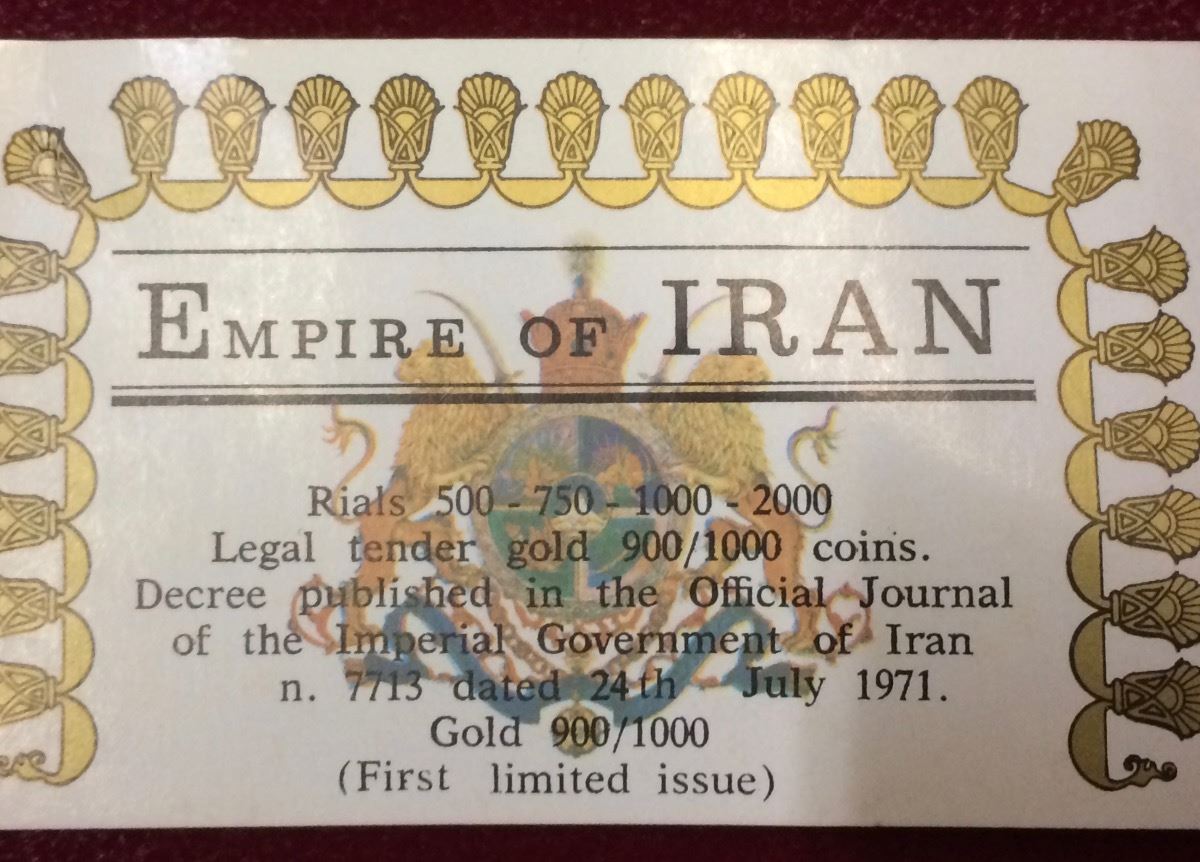 EMPIRE OF IRAN
Rials 500 - 750 - 1000 - 2000
Legal tender gold 900/1000 coins.
Decree published in the Official Journal
of the Imperial Government of Iran
n. 7713 dated 24th July 1971.
Gold 900/1000
(First limited issue)